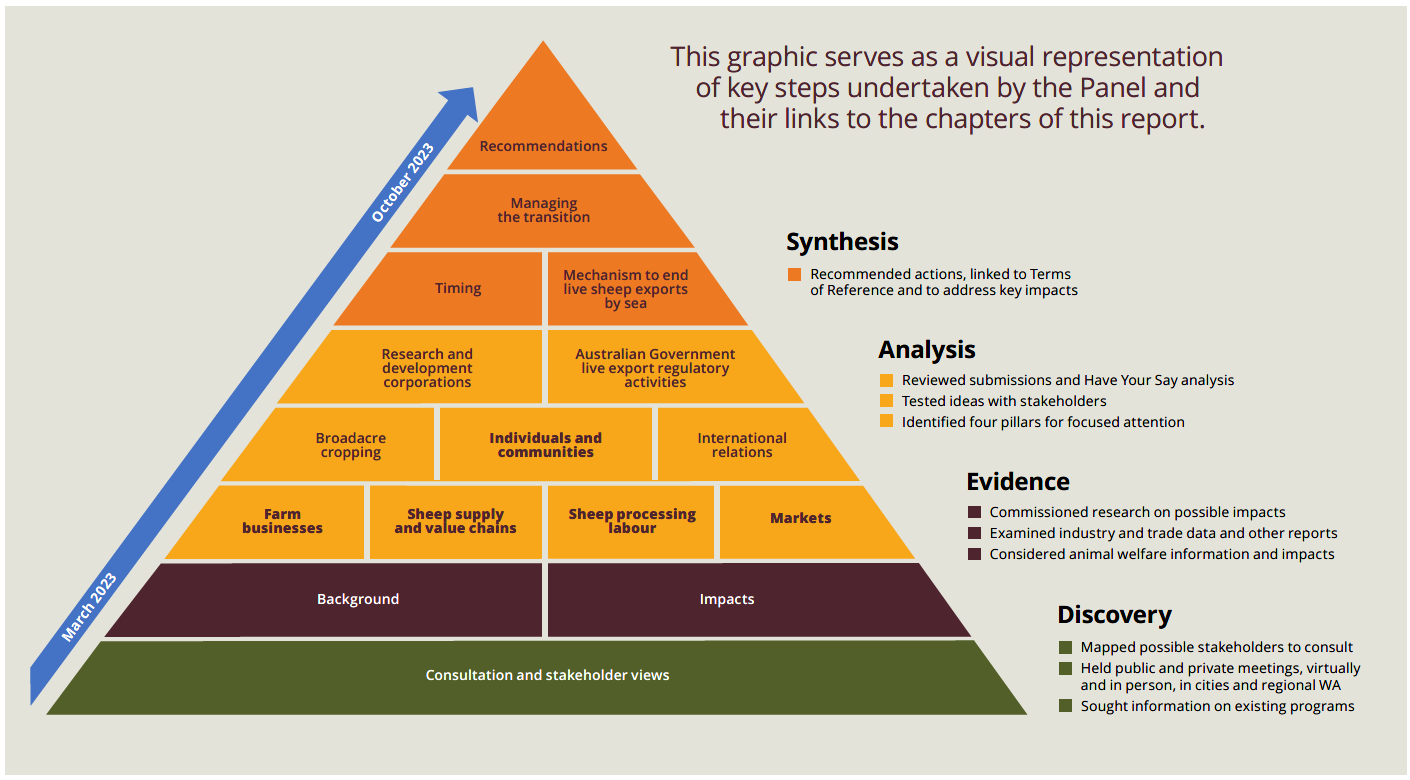 This graphic serves as a visual representation
of key steps undertaken by the Panel and
their links to the chapters of this report.
October 2023
March 2023
Recommendations
Managing
the transition
Timing
Mechanism to end
live sheep exports
by sea
Research and
development
corporations
Australian Government
live export regulatory
activities
Broadacre
cropping
Individuals and
communities
International
relations
Farm
businesses
Sheep supply
and value chains
Sheep processing
labour
Markets
Background
Impacts
Consultation and stakeholder views
Synthesis
Recommended actions, linked to Terms
of Reference and to address key impacts
Analysis
Reviewed submissions and Have Your Say analysis
Tested ideas with stakeholders
Identified four pillars for focused attention
Evidence
Commissioned research on possible impacts
Examined industry and trade data and other reports
Considered animal welfare information and impacts
Discovery
Mapped possible stakeholders to consult
Held public and private meetings, virtually
and in person, in cities and regional WA
Sought information on existing programs